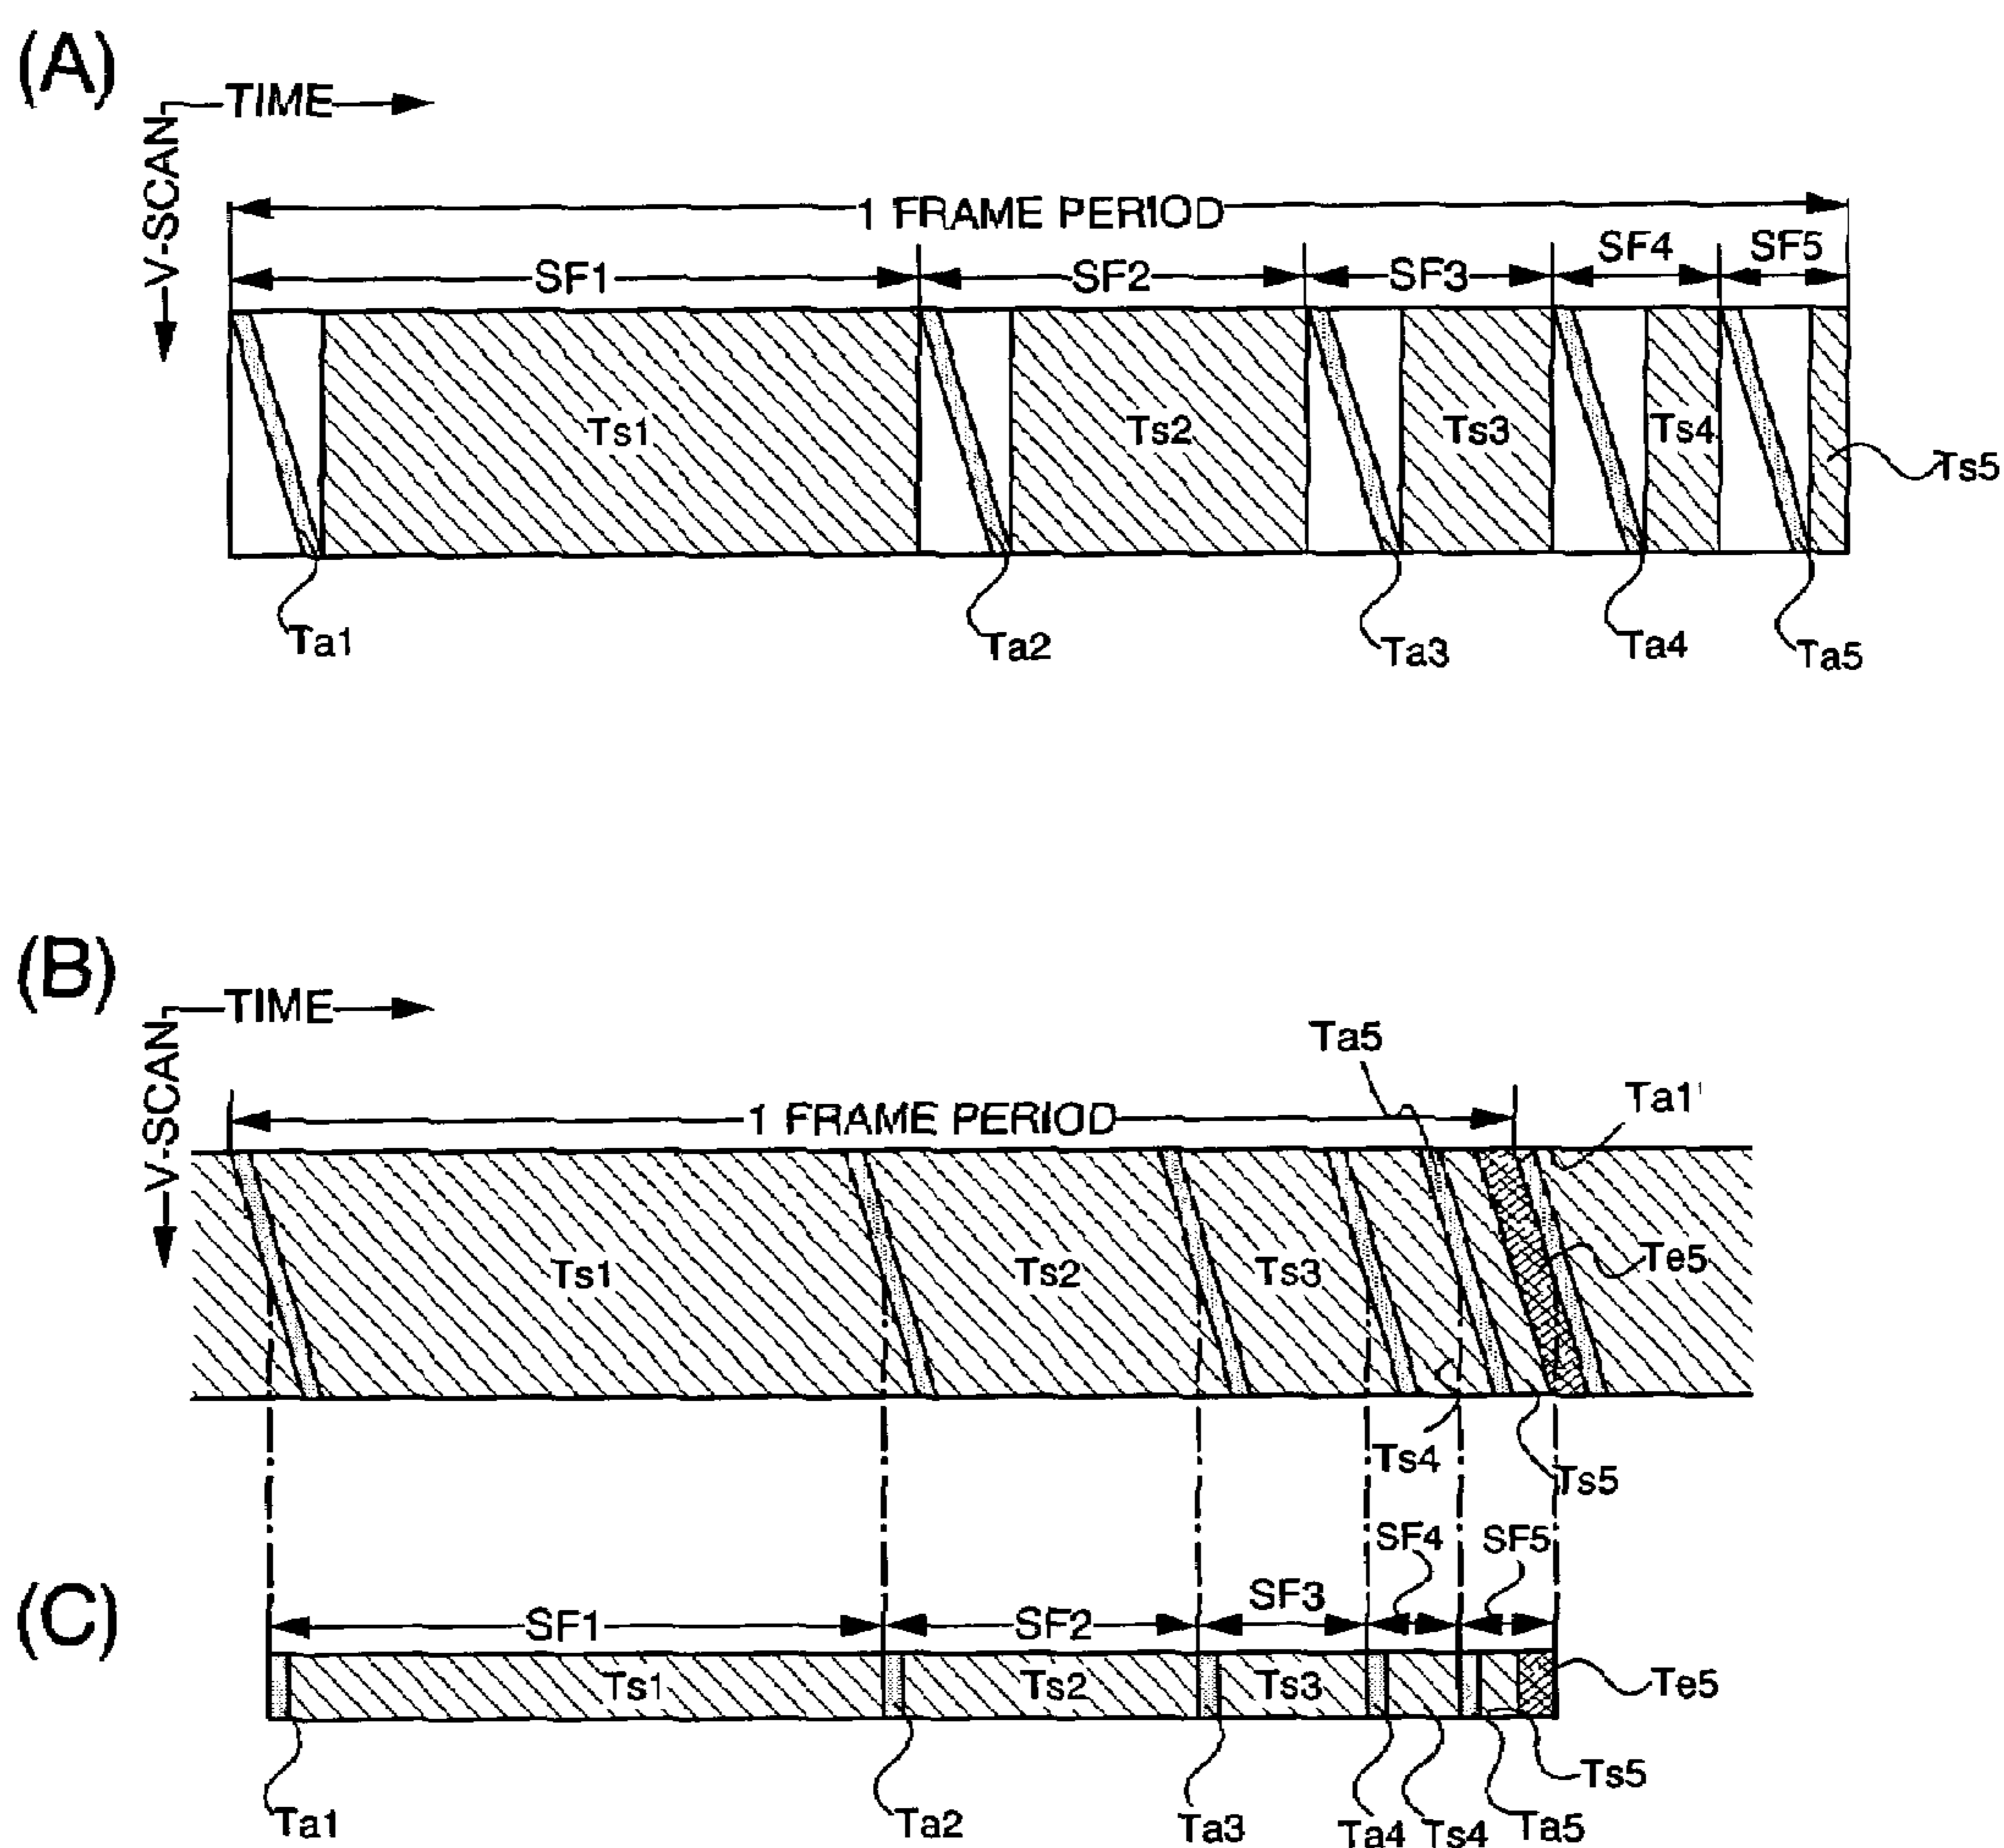 (A)
TIME
V-SCAN
1 FRAME PERIOD
SF1 SF2 SF3 SF4 SF5
Ts1 Ts2 Ts3 Ts4 Ts5
Ta1 Ta2 Ta3 Ta4 Ta5
(B)
TIME
V-SCAN
Ta5
1 FRAME PERIOD
Ta1'
Ts1 Ts2 Ts3 Te5
Ts4 Ts5
(C)
SF1 SF2 SF3 SF4 SF5
Ts1 Ts2 Ts3 Te5
Ts5
Ta1 Ta2 Ta3 Ta4 Ts4 Ta5